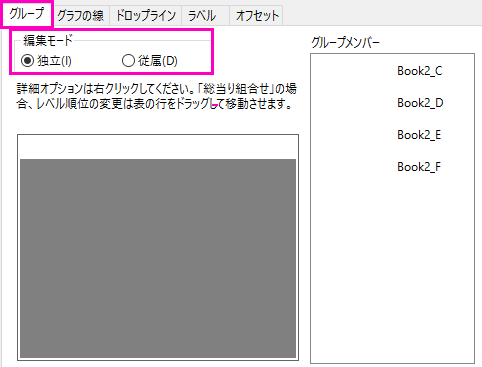 グループ グラフの線 ドロップライン ラベル オフセット
編集モード
独立(I) 従属(D)
詳細オプションは右クリックしてください。「総当り組合せ」の場
合、レベル順位の変更は表の行をドラッグして移動させます。
グループメンバー
Book2_C
Book2_D
Book2_E
Book2_F